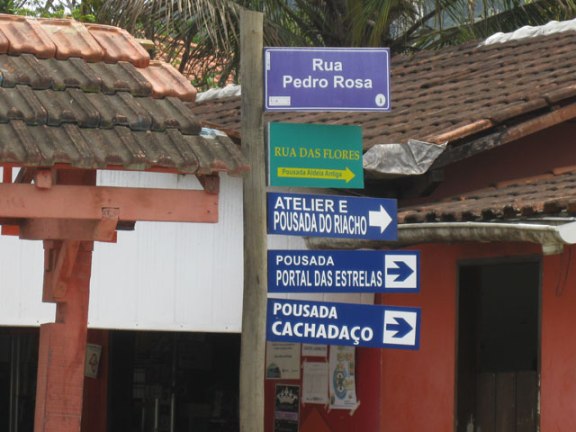 Rua
Pedro Rosa
RUA DAS FLORES
Pousada Aldeia Antiga
ATELIER E
POUSADA DO RIACHO
POUSADA
PORTAL DAS ESTRELAS
POUSADA
CACHADAÇO